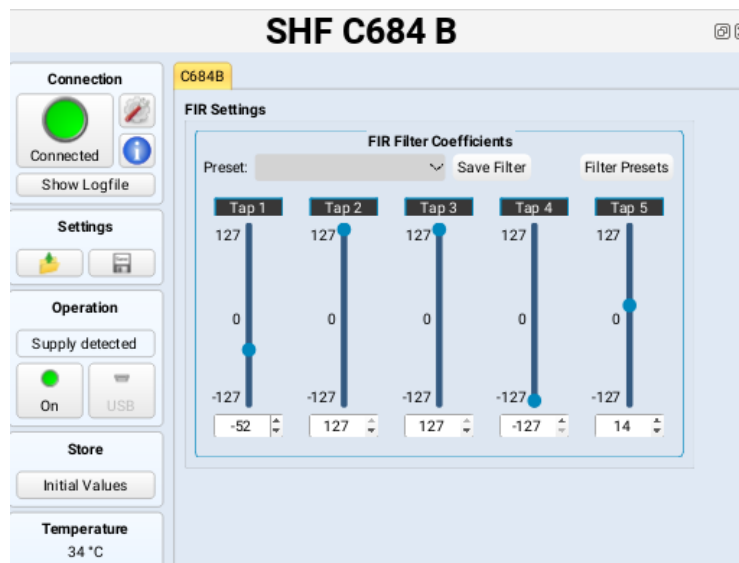 SHF C684 B
Connection
Connected
Show Logfile
Settings
Operation
Supply detected
On
USB
Store
Initial Values
Temperature
34 °C
C684B
FIR Settings
FIR Filter Coefficients
Preset:
Save Filter
Filter Presets
Tap 1
Tap 2
Tap 3
Tap 4
Tap 5
127
127
127
127
127
0
0
0
0
0
-127
-127
-127
-127
-127
-52
127
127
-127
14